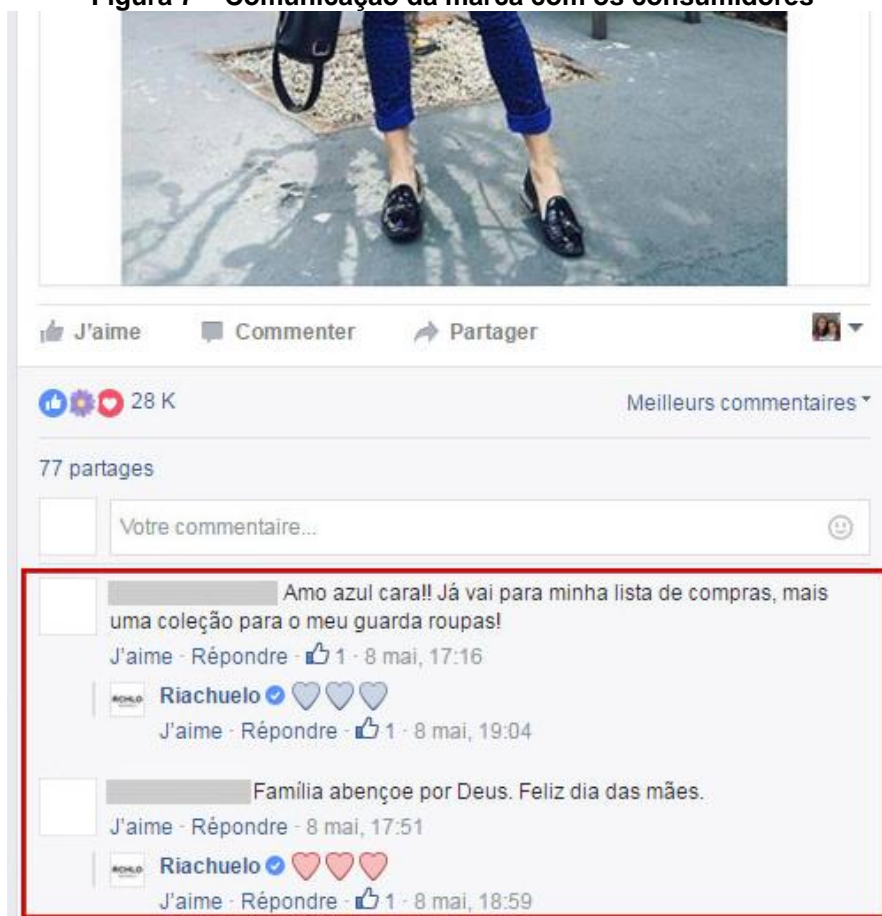 Figura 7 – Comunicação da marca com os consumidores
J'aime Commenter Partager
28 K Meilleurs commentaires
77 partages
Votre commentaire...
Amo azul cara!! Já vai para minha lista de compras, mais
uma coleção para o meu guarda roupas!
J'aime · Répondre · 1 · 8 mai, 17:16
RCHLO Riachuelo
J'aime · Répondre · 1 · 8 mai, 19:04
Família abençoe por Deus. Feliz dia das mães.
J'aime · Répondre · 8 mai, 17:51
RCHLO Riachuelo
J'aime · Répondre · 1 · 8 mai, 18:59